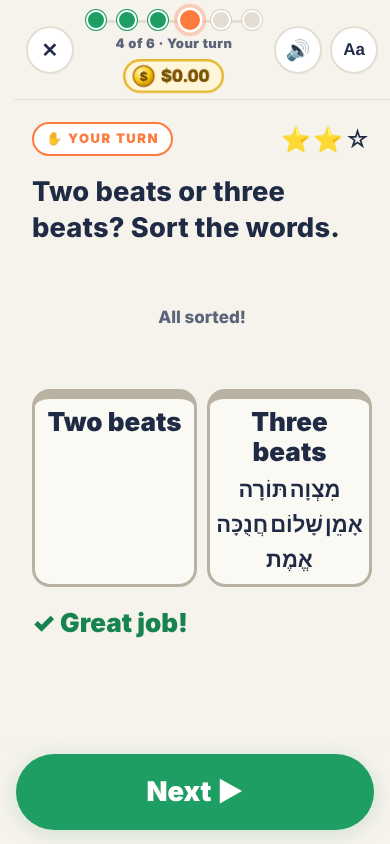 4 of 6 · Your turn
$ $0.00
Aa
✋ YOUR TURN
Two beats or three
beats? Sort the words.
All sorted!
Two beats
Three
beats
מִצְוָה תּוֹרָה
אָמֵן שָׁלוֹם חֲנֻכָּה
אֱמֶת
✓ Great job!
Next ▶